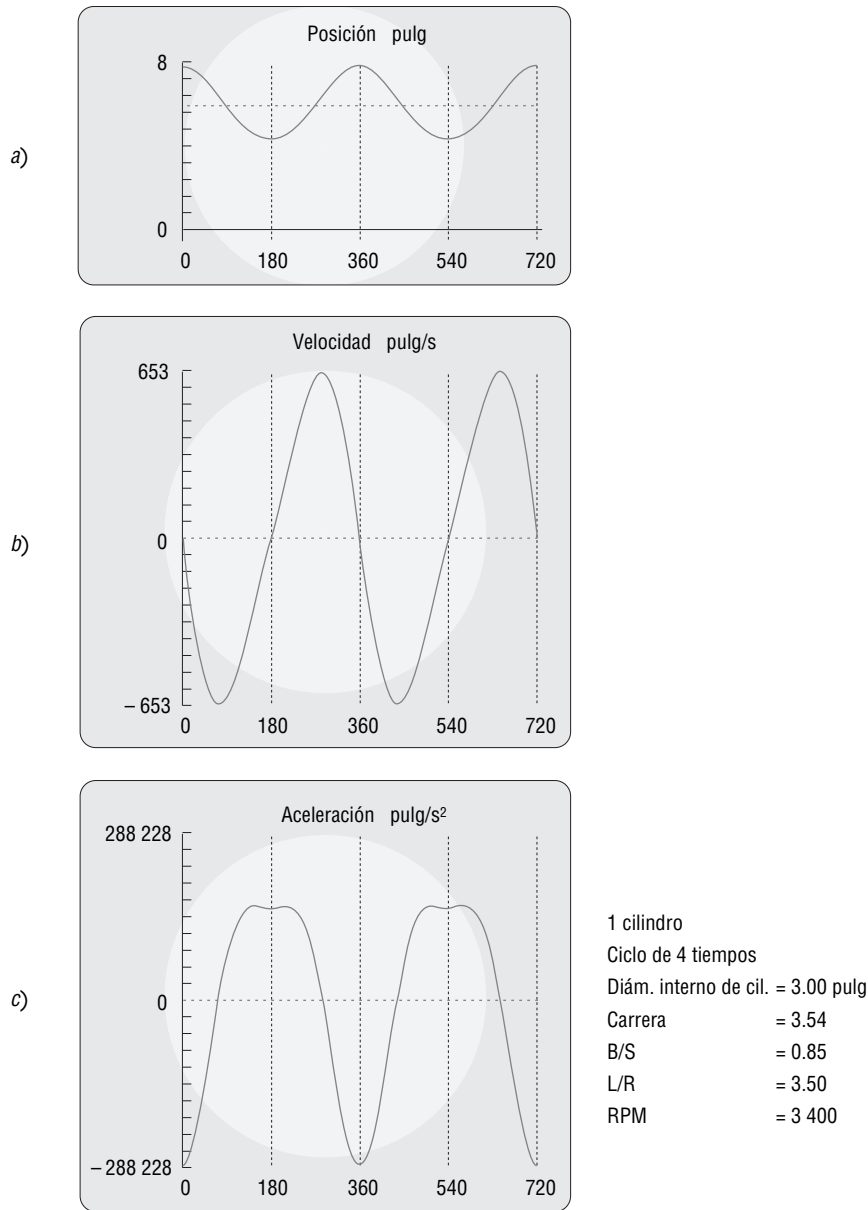 a)
Posición pulg
8
0
0 180 360 540 720
b)
Velocidad pulg/s
653
0
– 653
0 180 360 540 720
c)
Aceleración pulg/s²
288 228
0
– 288 228
0 180 360 540 720
1 cilindro
Ciclo de 4 tiempos
Diám. interno de cil. = 3.00 pulg
Carrera = 3.54
B/S = 0.85
L/R = 3.50
RPM = 3 400